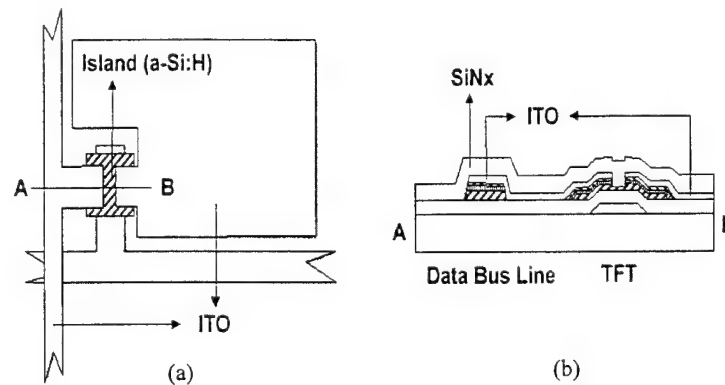 Island (a-Si:H)
A
B
ITO
(a)
SiNx
ITO
A
Data Bus Line
TFT
(b)